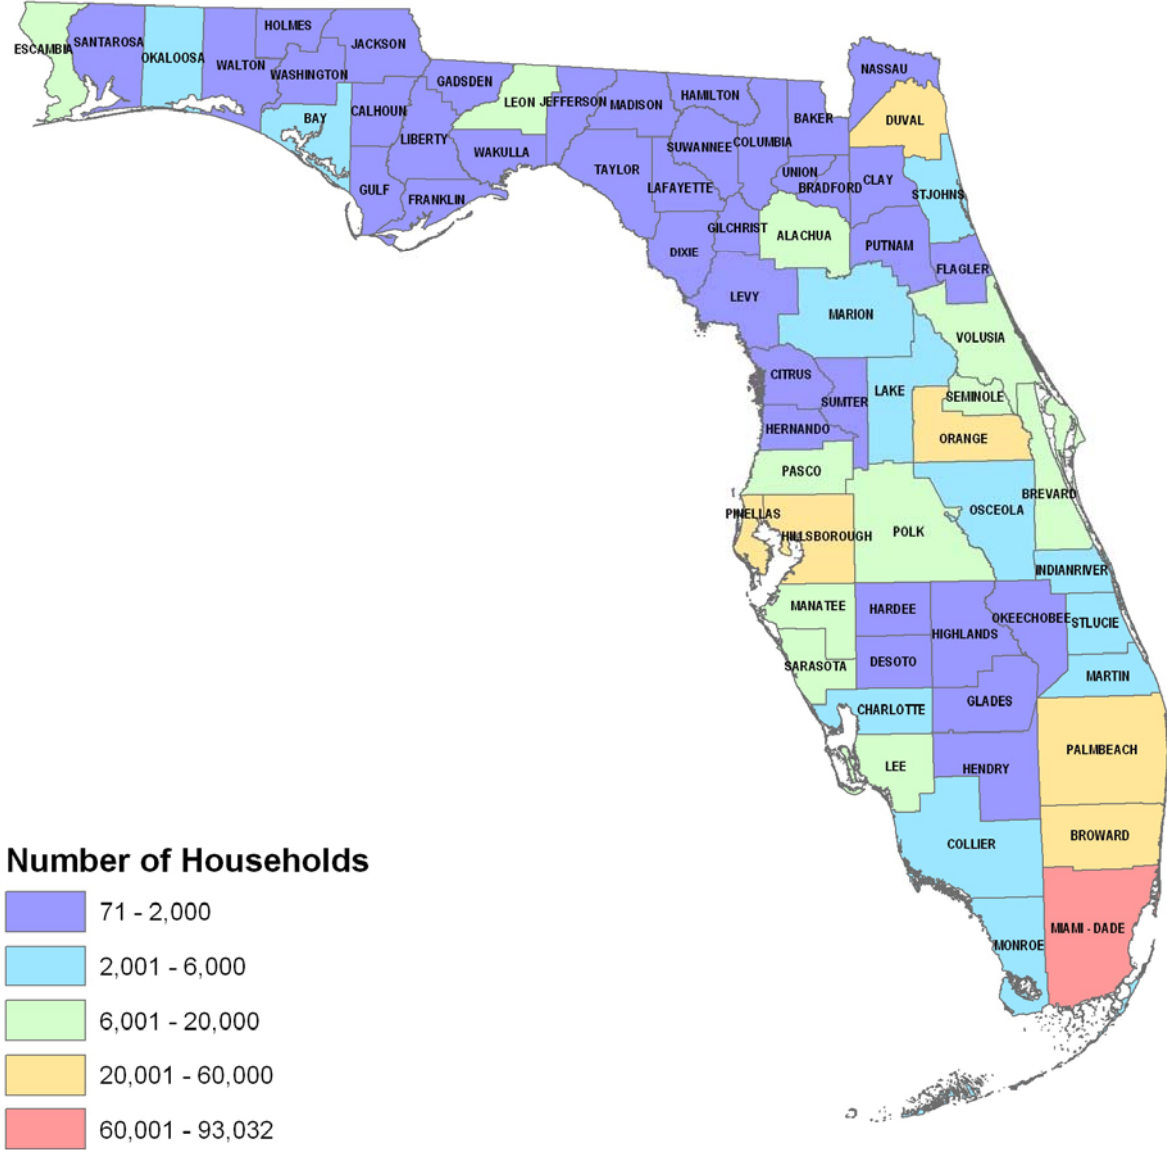 ESCAMBIA
SANTAROSA
OKALOOSA
WALTON
HOLMES
WASHINGTON
JACKSON
BAY
CALHOUN
GULF
LIBERTY
GADSDEN
FRANKLIN
LEON
WAKULLA
JEFFERSON
MADISON
TAYLOR
HAMILTON
SUWANNEE
LAFAYETTE
DIXIE
COLUMBIA
GILCHRIST
LEVY
BAKER
UNION
BRADFORD
ALACHUA
NASSAU
DUVAL
CLAY
STJOHNS
PUTNAM
FLAGLER
MARION
VOLUSIA
CITRUS
SUMTER
LAKE
SEMINOLE
HERNANDO
ORANGE
PASCO
BREVARD
OSCEOLA
PINELLAS
HILLSBOROUGH
POLK
INDIANRIVER
MANATEE
HARDEE
HIGHLANDS
OKEECHOBEE
STLUCIE
SARASOTA
DESOTO
MARTIN
CHARLOTTE
GLADES
LEE
HENDRY
PALMBEACH
COLLIER
BROWARD
MONROE
MIAMI - DADE
Number of Households
71 - 2,000
2,001 - 6,000
6,001 - 20,000
20,001 - 60,000
60,001 - 93,032